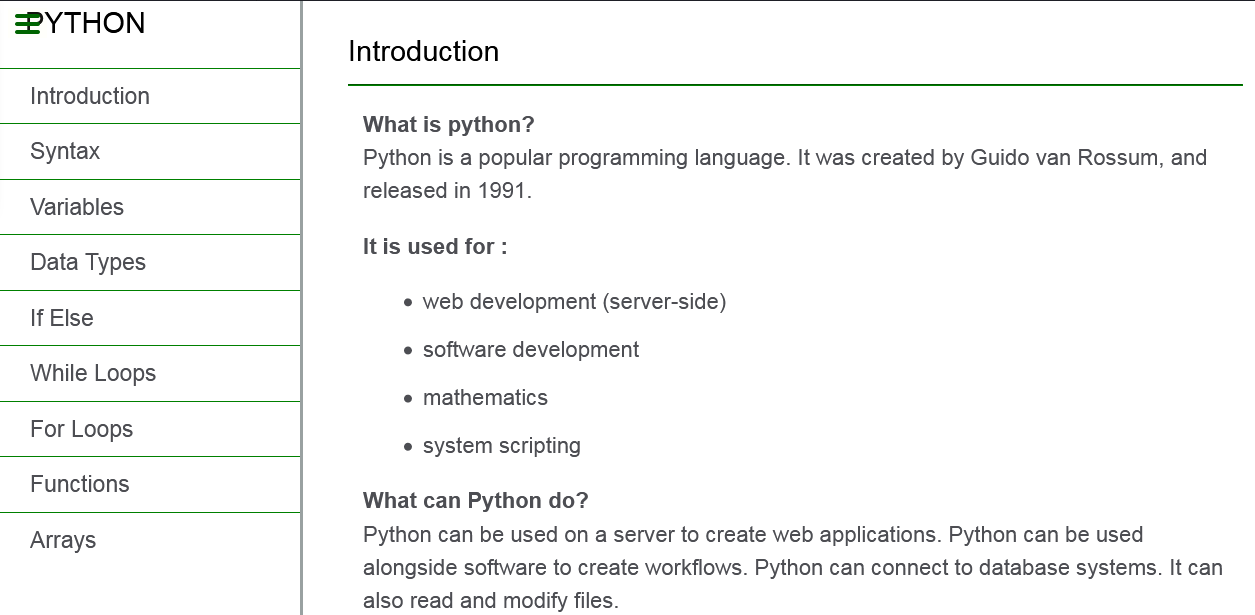 PYTHON
Introduction
Syntax
Variables
Data Types
If Else
While Loops
For Loops
Functions
Arrays
Introduction
What is python?
Python is a popular programming language. It was created by Guido van Rossum, and
released in 1991.
It is used for :
• web development (server-side)
• software development
• mathematics
• system scripting
What can Python do?
Python can be used on a server to create web applications. Python can be used
alongside software to create workflows. Python can connect to database systems. It can
also read and modify files.